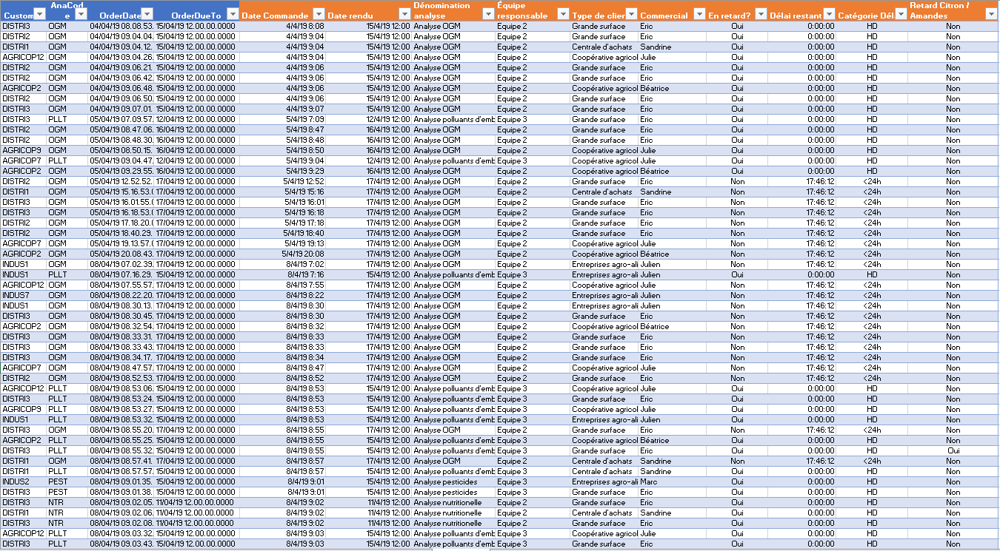 Custom AnaCode OrderDate OrderDueTo Date Commande Date rendu Dénomination analyse Équipe responsable Type de clien Commercial En retard? Délai restant Catégorie Dél Retard Citron / Amandes
DISTRI3 OGM 04/04/19 08.08.53. 15/04/19 12.00.00.0000 4/4/19 8:08 15/4/19 12:00 Analyse OGM Equipe 2 Grande surface Eric Oui 0:00:00 HD Non
DISTRI2 OGM 04/04/19 09.04.04. 15/04/19 12.00.00.0000 4/4/19 9:04 15/4/19 12:00 Analyse OGM Equipe 2 Grande surface Eric Oui 0:00:00 HD Non
DISTRI1 OGM 04/04/19 09.04.12. 15/04/19 12.00.00.0000 4/4/19 9:04 15/4/19 12:00 Analyse OGM Equipe 2 Centrale d'achats Sandrine Oui 0:00:00 HD Non
AGRICOP12 OGM 04/04/19 09.04.26. 15/04/19 12.00.00.0000 4/4/19 9:04 15/4/19 12:00 Analyse OGM Equipe 2 Coopérative agricol Julie Oui 0:00:00 HD Non
DISTRI2 OGM 04/04/19 09.06.21. 15/04/19 12.00.00.0000 4/4/19 9:06 15/4/19 12:00 Analyse OGM Equipe 2 Grande surface Eric Oui 0:00:00 HD Non
DISTRI2 OGM 04/04/19 09.06.42. 15/04/19 12.00.00.0000 4/4/19 9:06 15/4/19 12:00 Analyse OGM Equipe 2 Grande surface Eric Oui 0:00:00 HD Non
AGRICOP2 OGM 04/04/19 09.06.48. 15/04/19 12.00.00.0000 4/4/19 9:06 15/4/19 12:00 Analyse OGM Equipe 2 Coopérative agricol Béatrice Oui 0:00:00 HD Non
DISTRI2 OGM 04/04/19 09.06.50. 15/04/19 12.00.00.0000 4/4/19 9:06 15/4/19 12:00 Analyse OGM Equipe 2 Grande surface Eric Oui 0:00:00 HD Non
DISTRI3 OGM 04/04/19 09.07.01. 15/04/19 12.00.00.0000 4/4/19 9:07 15/4/19 12:00 Analyse OGM Equipe 2 Grande surface Eric Oui 0:00:00 HD Non
DISTRI3 PLLT 05/04/19 07.09.57. 12/04/19 12.00.00.0000 5/4/19 7:09 12/4/19 12:00 Analyse polluants d'emb Equipe 3 Grande surface Eric Oui 0:00:00 HD Non
DISTRI2 OGM 05/04/19 08.47.06. 16/04/19 12.00.00.0000 5/4/19 8:47 16/4/19 12:00 Analyse OGM Equipe 2 Grande surface Eric Oui 0:00:00 HD Non
DISTRI2 OGM 05/04/19 08.48.30. 16/04/19 12.00.00.0000 5/4/19 8:48 16/4/19 12:00 Analyse OGM Equipe 2 Grande surface Eric Oui 0:00:00 HD Non
AGRICOP9 OGM 05/04/19 08.50.15. 16/04/19 12.00.00.0000 5/4/19 8:50 16/4/19 12:00 Analyse OGM Equipe 2 Coopérative agricol Julie Oui 0:00:00 HD Non
AGRICOP7 PLLT 05/04/19 09.04.47. 12/04/19 12.00.00.0000 5/4/19 9:04 12/4/19 12:00 Analyse polluants d'emb Equipe 3 Coopérative agricol Julie Oui 0:00:00 HD Non
AGRICOP2 OGM 05/04/19 09.29.55. 16/04/19 12.00.00.0000 5/4/19 9:29 16/4/19 12:00 Analyse OGM Equipe 2 Coopérative agricol Béatrice Oui 0:00:00 HD Non
DISTRI2 OGM 05/04/19 12.52.52. 17/04/19 12.00.00.0000 5/4/19 12:52 17/4/19 12:00 Analyse OGM Equipe 2 Grande surface Eric Non 17:46:12 <24h Non
DISTRI1 OGM 05/04/19 15.16.53.0 17/04/19 12.00.00.0000 5/4/19 15:16 17/4/19 12:00 Analyse OGM Equipe 2 Centrale d'achats Sandrine Non 17:46:12 <24h Non
DISTRI3 OGM 05/04/19 16.01.55.0 17/04/19 12.00.00.0000 5/4/19 16:01 17/4/19 12:00 Analyse OGM Equipe 2 Grande surface Eric Non 17:46:12 <24h Non
DISTRI3 OGM 05/04/19 16.18.53.0 17/04/19 12.00.00.0000 5/4/19 16:18 17/4/19 12:00 Analyse OGM Equipe 2 Grande surface Eric Non 17:46:12 <24h Non
DISTRI2 OGM 05/04/19 17.18.20.0 17/04/19 12.00.00.0000 5/4/19 17:18 17/4/19 12:00 Analyse OGM Equipe 2 Grande surface Eric Non 17:46:12 <24h Non
DISTRI2 OGM 05/04/19 18.40.29. 17/04/19 12.00.00.0000 5/4/19 18:40 17/4/19 12:00 Analyse OGM Equipe 2 Grande surface Eric Non 17:46:12 <24h Non
AGRICOP7 OGM 05/04/19 19.13.57.0 17/04/19 12.00.00.0000 5/4/19 19:13 17/4/19 12:00 Analyse OGM Equipe 2 Coopérative agricol Julie Non 17:46:12 <24h Non
AGRICOP2 OGM 05/04/19 20.08.43. 17/04/19 12.00.00.0000 5/4/19 20:08 17/4/19 12:00 Analyse OGM Equipe 2 Coopérative agricol Béatrice Non 17:46:12 <24h Non
INDUS1 OGM 08/04/19 07.02.39. 17/04/19 12.00.00.0000 8/4/19 7:02 17/4/19 12:00 Analyse OGM Equipe 2 Entreprises agro-ali Julien Non 17:46:12 <24h Non
INDUS1 PLLT 08/04/19 07.16.29. 15/04/19 12.00.00.0000 8/4/19 7:16 15/4/19 12:00 Analyse polluants d'emb Equipe 3 Entreprises agro-ali Julien Oui 0:00:00 HD Non
AGRICOP12 OGM 08/04/19 07.55.57. 17/04/19 12.00.00.0000 8/4/19 7:55 17/4/19 12:00 Analyse OGM Equipe 2 Coopérative agricol Julie Non 17:46:12 <24h Non
INDUS7 OGM 08/04/19 08.22.20. 17/04/19 12.00.00.0000 8/4/19 8:22 17/4/19 12:00 Analyse OGM Equipe 2 Entreprises agro-ali Julien Non 17:46:12 <24h Non
INDUS1 OGM 08/04/19 08.30.13. 17/04/19 12.00.00.0000 8/4/19 8:30 17/4/19 12:00 Analyse OGM Equipe 2 Entreprises agro-ali Julien Non 17:46:12 <24h Non
DISTRI3 OGM 08/04/19 08.30.45. 17/04/19 12.00.00.0000 8/4/19 8:30 17/4/19 12:00 Analyse OGM Equipe 2 Grande surface Eric Non 17:46:12 <24h Non
AGRICOP2 OGM 08/04/19 08.32.54. 17/04/19 12.00.00.0000 8/4/19 8:32 17/4/19 12:00 Analyse OGM Equipe 2 Coopérative agricol Béatrice Non 17:46:12 <24h Non
DISTRI3 OGM 08/04/19 08.33.31. 17/04/19 12.00.00.0000 8/4/19 8:33 17/4/19 12:00 Analyse OGM Equipe 2 Grande surface Eric Non 17:46:12 <24h Non
DISTRI3 OGM 08/04/19 08.33.43. 17/04/19 12.00.00.0000 8/4/19 8:33 17/4/19 12:00 Analyse OGM Equipe 2 Grande surface Eric Non 17:46:12 <24h Non
DISTRI3 OGM 08/04/19 08.34.17. 17/04/19 12.00.00.0000 8/4/19 8:34 17/4/19 12:00 Analyse OGM Equipe 2 Grande surface Eric Non 17:46:12 <24h Non
AGRICOP7 OGM 08/04/19 08.47.57. 17/04/19 12.00.00.0000 8/4/19 8:47 17/4/19 12:00 Analyse OGM Equipe 2 Coopérative agricol Julie Non 17:46:12 <24h Non
DISTRI2 OGM 08/04/19 08.52.53. 17/04/19 12.00.00.0000 8/4/19 8:52 17/4/19 12:00 Analyse OGM Equipe 2 Grande surface Eric Non 17:46:12 <24h Non
AGRICOP12 PLLT 08/04/19 08.53.06. 15/04/19 12.00.00.0000 8/4/19 8:53 15/4/19 12:00 Analyse polluants d'emb Equipe 3 Coopérative agricol Julie Oui 0:00:00 HD Non
DISTRI3 PLLT 08/04/19 08.53.24. 15/04/19 12.00.00.0000 8/4/19 8:53 15/4/19 12:00 Analyse polluants d'emb Equipe 3 Grande surface Eric Oui 0:00:00 HD Non
AGRICOP9 PLLT 08/04/19 08.53.27. 15/04/19 12.00.00.0000 8/4/19 8:53 15/4/19 12:00 Analyse polluants d'emb Equipe 3 Coopérative agricol Julie Oui 0:00:00 HD Non
INDUS1 PLLT 08/04/19 08.53.32. 15/04/19 12.00.00.0000 8/4/19 8:53 15/4/19 12:00 Analyse polluants d'emb Equipe 3 Entreprises agro-ali Julien Oui 0:00:00 HD Non
DISTRI3 OGM 08/04/19 08.55.20. 17/04/19 12.00.00.0000 8/4/19 8:55 17/4/19 12:00 Analyse OGM Equipe 2 Grande surface Eric Non 17:46:12 <24h Non
AGRICOP2 PLLT 08/04/19 08.55.25. 15/04/19 12.00.00.0000 8/4/19 8:55 15/4/19 12:00 Analyse polluants d'emb Equipe 3 Coopérative agricol Béatrice Oui 0:00:00 HD Non
DISTRI3 PLLT 08/04/19 08.55.32. 15/04/19 12.00.00.0000 8/4/19 8:55 15/4/19 12:00 Analyse polluants d'emb Equipe 3 Grande surface Eric Oui 0:00:00 HD Oui
DISTRI1 OGM 08/04/19 08.57.41. 17/04/19 12.00.00.0000 8/4/19 8:57 17/4/19 12:00 Analyse OGM Equipe 2 Centrale d'achats Sandrine Non 17:46:12 <24h Non
DISTRI1 PLLT 08/04/19 08.57.57. 15/04/19 12.00.00.0000 8/4/19 8:57 15/4/19 12:00 Analyse polluants d'emb Equipe 3 Centrale d'achats Sandrine Oui 0:00:00 HD Non
INDUS2 PEST 08/04/19 09.01.35. 15/04/19 12.00.00.0000 8/4/19 9:01 15/4/19 12:00 Analyse pesticides Equipe 3 Entreprises agro-ali Marc Oui 0:00:00 HD Non
DISTRI3 PEST 08/04/19 09.01.38. 15/04/19 12.00.00.0000 8/4/19 9:01 15/4/19 12:00 Analyse pesticides Equipe 3 Grande surface Eric Oui 0:00:00 HD Non
DISTRI3 NTR 08/04/19 09.02.05. 11/04/19 12.00.00.0000 8/4/19 9:02 11/4/19 12:00 Analyse nutritionelle Equipe 2 Grande surface Eric Oui 0:00:00 HD Non
DISTRI1 NTR 08/04/19 09.02.06. 11/04/19 12.00.00.0000 8/4/19 9:02 11/4/19 12:00 Analyse nutritionelle Equipe 2 Centrale d'achats Sandrine Oui 0:00:00 HD Non
DISTRI3 NTR 08/04/19 09.02.08. 11/04/19 12.00.00.0000 8/4/19 9:02 11/4/19 12:00 Analyse nutritionelle Equipe 2 Grande surface Eric Oui 0:00:00 HD Non
AGRICOP12 PLLT 08/04/19 09.03.32. 15/04/19 12.00.00.0000 8/4/19 9:03 15/4/19 12:00 Analyse polluants d'emb Equipe 3 Coopérative agricol Julie Oui 0:00:00 HD Non
DISTRI3 PLLT 08/04/19 09.03.43. 15/04/19 12.00.00.0000 8/4/19 9:03 15/4/19 12:00 Analyse polluants d'emb Equipe 3 Grande surface Eric Oui 0:00:00 HD Non